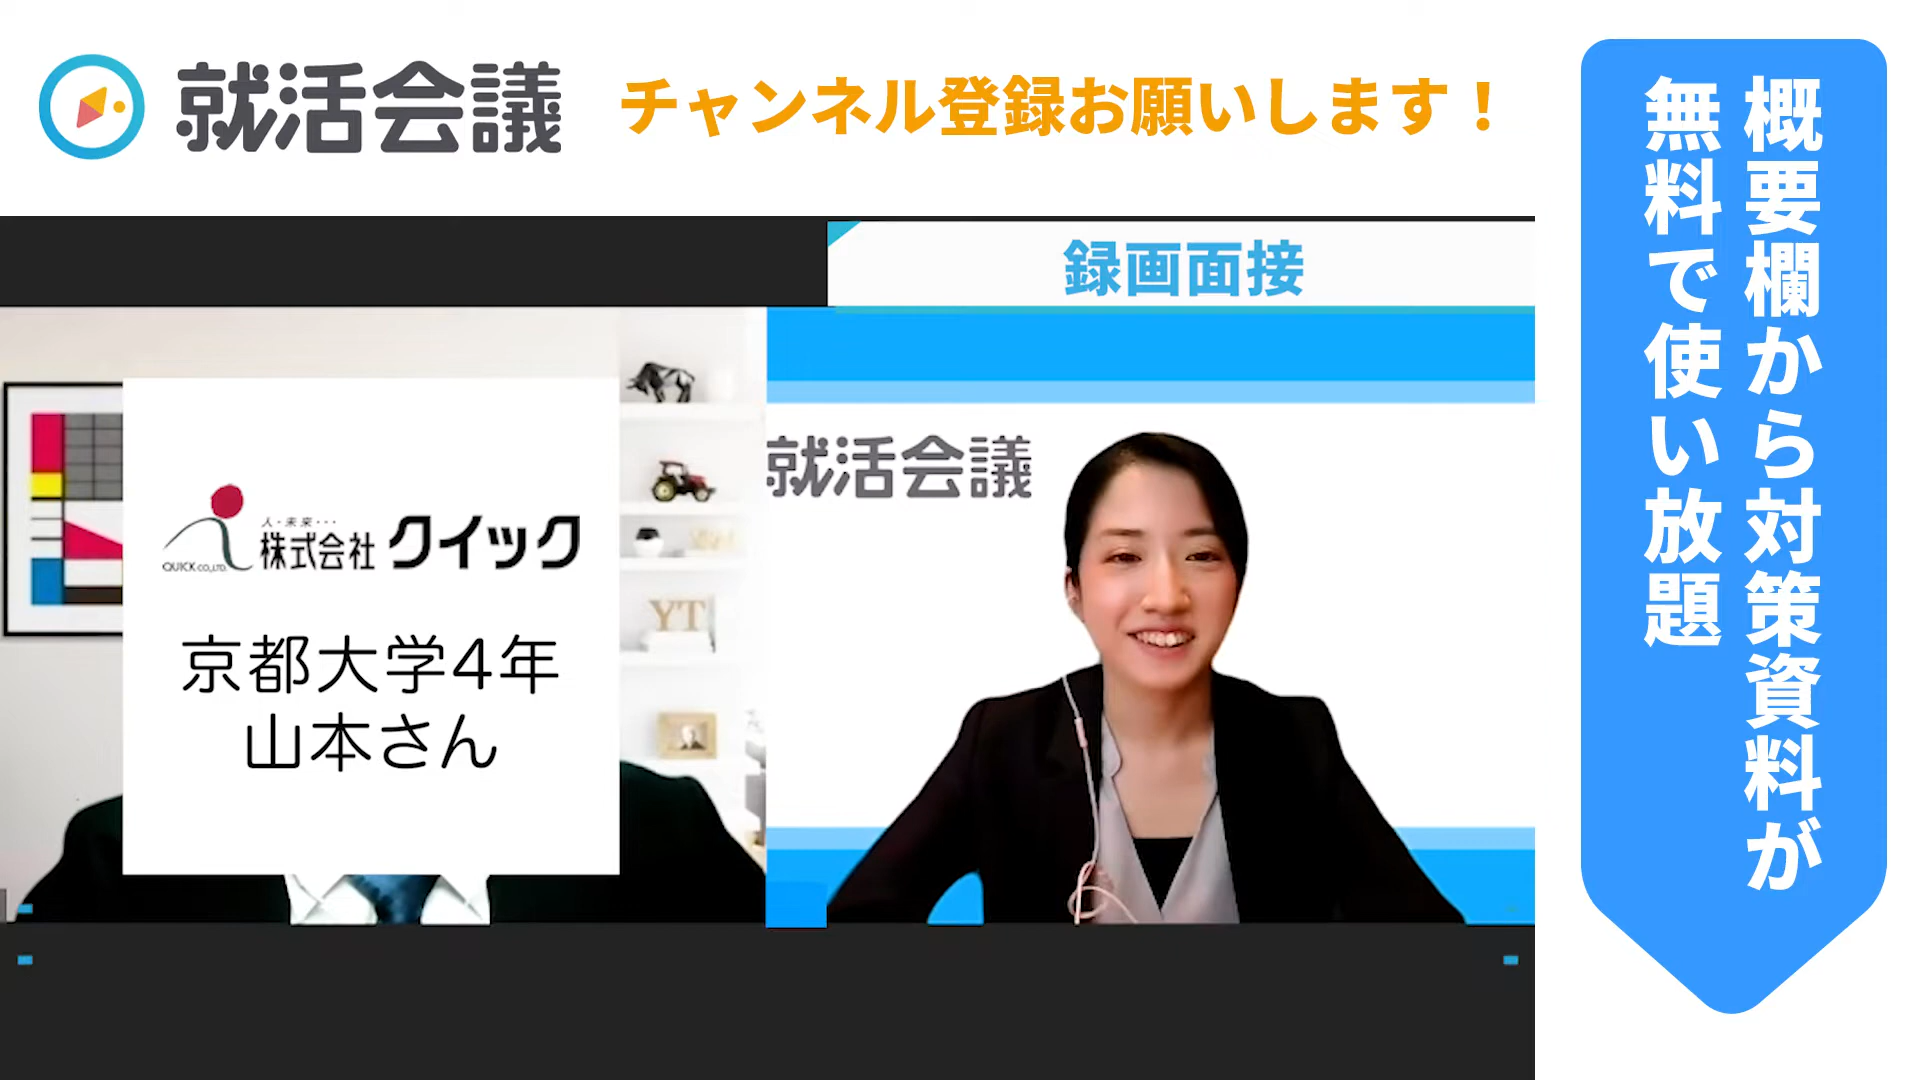 就活会議
チャンネル登録お願いします！
概要欄から対策資料が
無料で使い放題
録画面接
就活会議
人・未来・・・
株式会社クイック
QUICK CO.,LTD.
京都大学4年
山本さん
YT